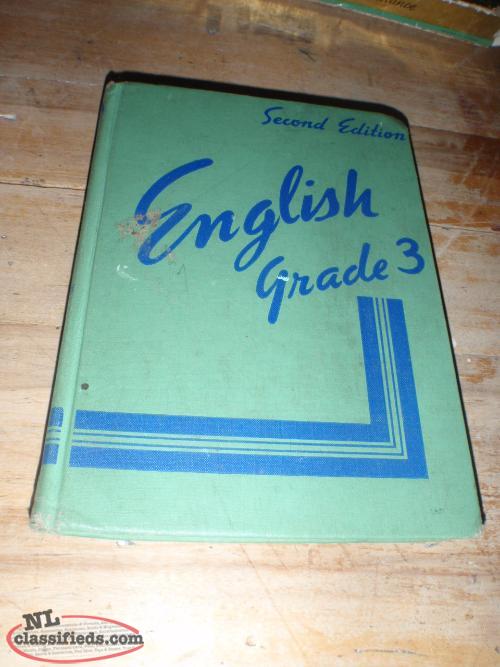 Second Edition
English
Grade 3
NL
classifieds.com